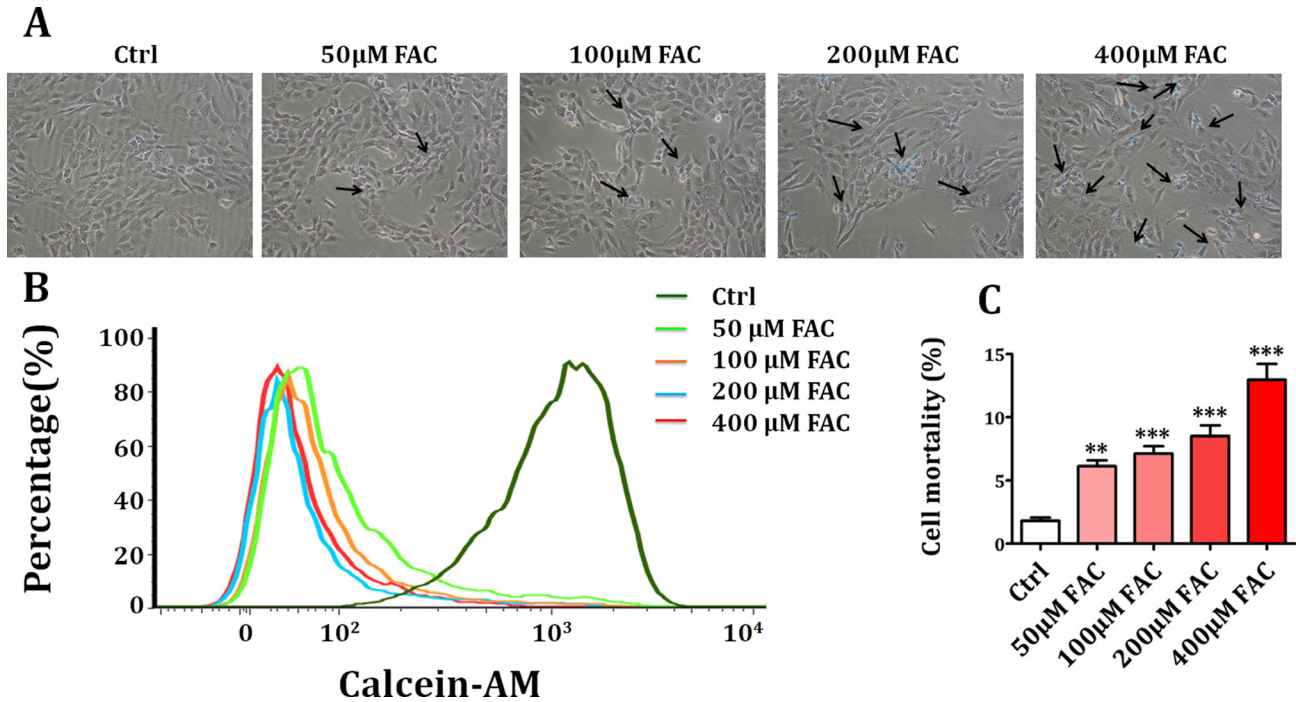 A
Ctrl
50μM FAC
100μM FAC
200μM FAC
400μM FAC
B
Percentage(%)
100
80
60
40
20
0
0
10²
10³
10⁴
Calcein-AM
Ctrl
50 μM FAC
100 μM FAC
200 μM FAC
400 μM FAC
C
Cell mortality (%)
15
10
5
0
**
***
***
***
Ctrl
50μM FAC
100μM FAC
200μM FAC
400μM FAC